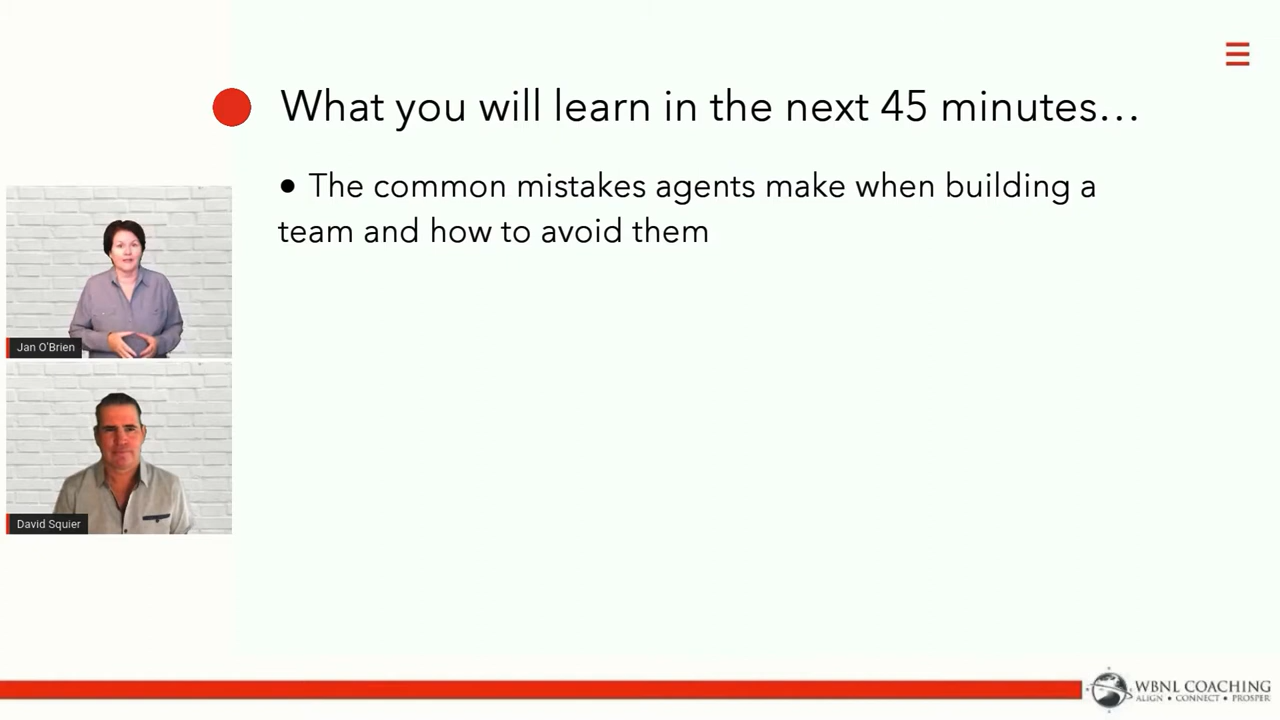 What you will learn in the next 45 minutes…
• The common mistakes agents make when building a
team and how to avoid them
Jan O'Brien
David Squier
WBNL COACHING
ALIGN • CONNECT • PROSPER